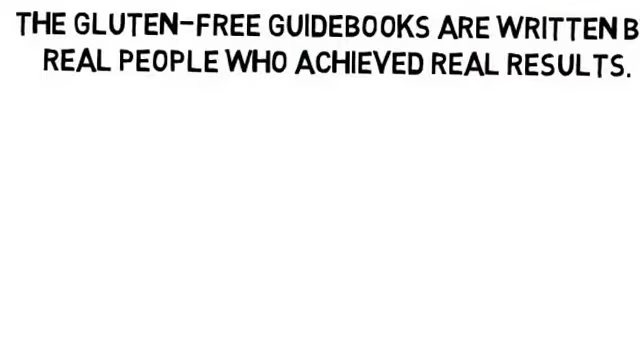 THE GLUTEN-FREE GUIDEBOOKS ARE WRITTEN B
REAL PEOPLE WHO ACHIEVED REAL RESULTS.